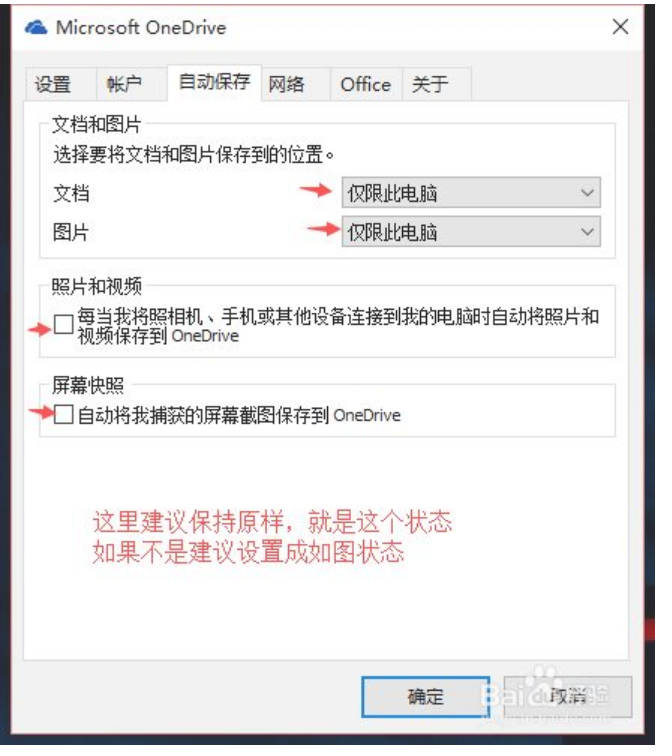 Microsoft OneDrive
设置 帐户 自动保存 网络 Office 关于
文档和图片
选择要将文档和图片保存到的位置。
文档 仅限此电脑
图片 仅限此电脑
照片和视频
每当我将照相机、手机或其他设备连接到我的电脑时自动将照片和
视频保存到 OneDrive
屏幕快照
自动将我捕获的屏幕截图保存到 OneDrive
这里建议保持原样，就是这个状态
如果不是建议设置成如图状态
确定 取消
Baidu经验